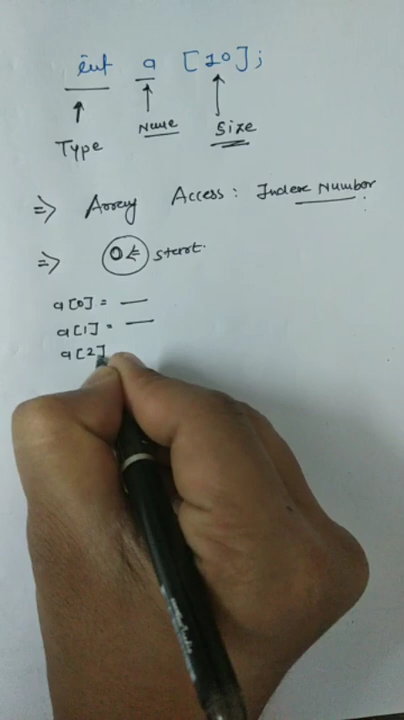 int a [10];
Type Name Size
=> Array Access: Index Number
=> 0 <= start.
a[0] = —
a[1] = —
a[2]